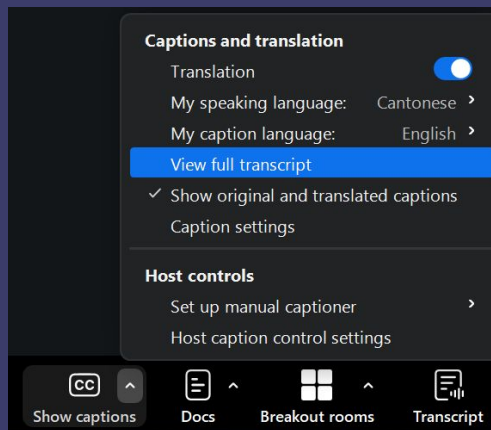 Captions and translation
Translation
My speaking language: Cantonese
My caption language: English
View full transcript
Show original and translated captions
Caption settings
Host controls
Set up manual captioner
Host caption control settings
CC
Show captions Docs Breakout rooms Transcript